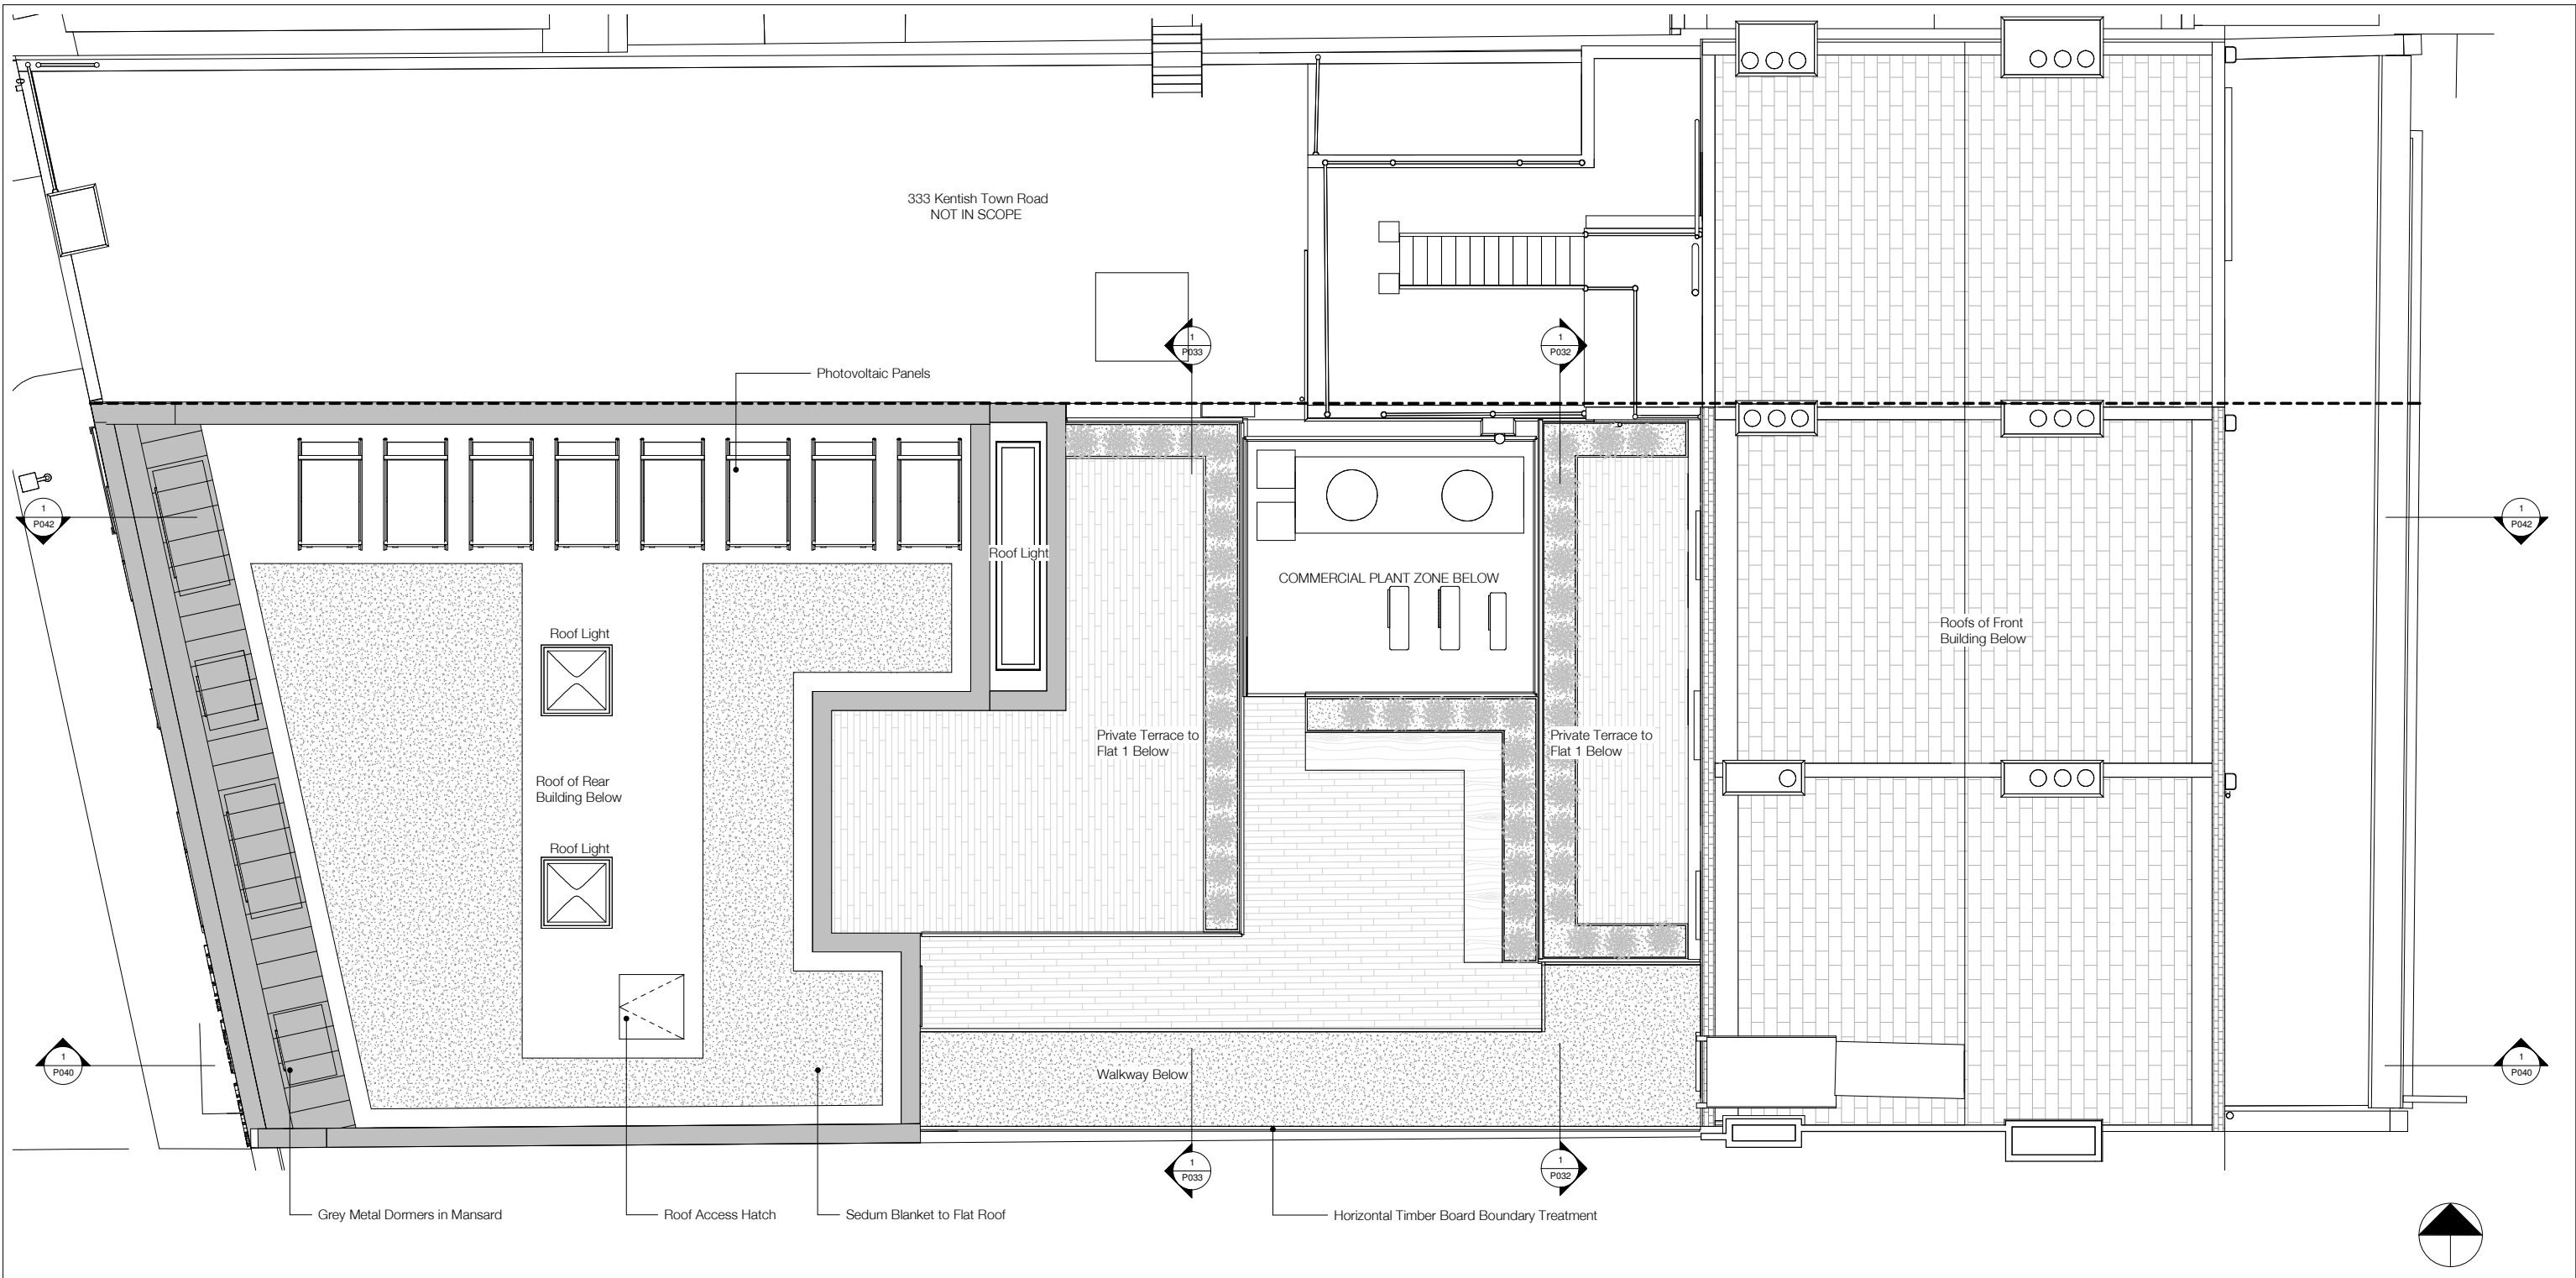 333 Kentish Town Road
NOT IN SCOPE
1
P033
1
P032
Photovoltaic Panels
1
P042
1
P042
Roof Light
COMMERCIAL PLANT ZONE BELOW
Roof Light
Roofs of Front
Building Below
Private Terrace to
Flat 1 Below
Private Terrace to
Flat 1 Below
Roof of Rear
Building Below
Roof Light
1
P040
Walkway Below
1
P040
1
P033
1
P032
Grey Metal Dormers in Mansard
Roof Access Hatch
Sedum Blanket to Flat Roof
Horizontal Timber Board Boundary Treatment